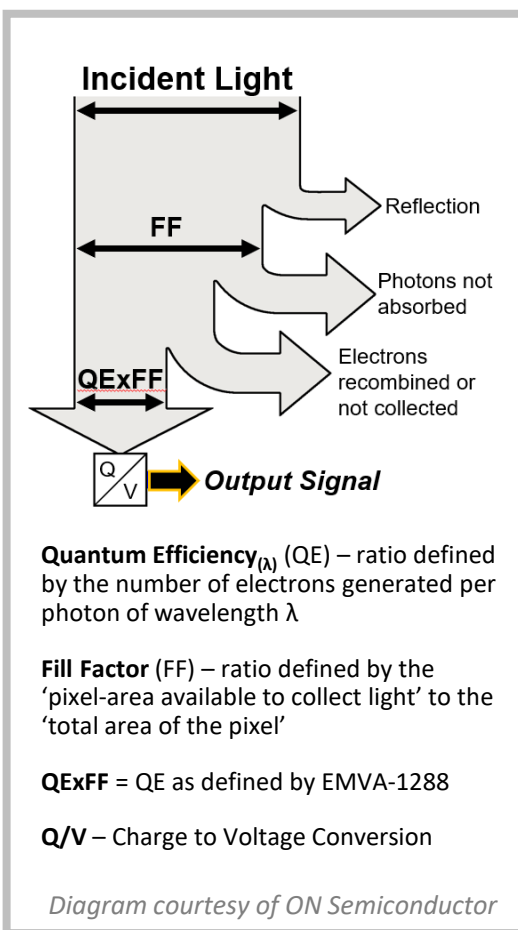 Incident Light
Reflection
FF
Photons not
absorbed
Electrons
recombined or
not collected
QExFF
Q/V
Output Signal
Quantum Efficiency(λ) (QE) – ratio defined
by the number of electrons generated per
photon of wavelength λ
Fill Factor (FF) – ratio defined by the
‘pixel-area available to collect light’ to the
‘total area of the pixel’
QExFF = QE as defined by EMVA-1288
Q/V – Charge to Voltage Conversion
Diagram courtesy of ON Semiconductor